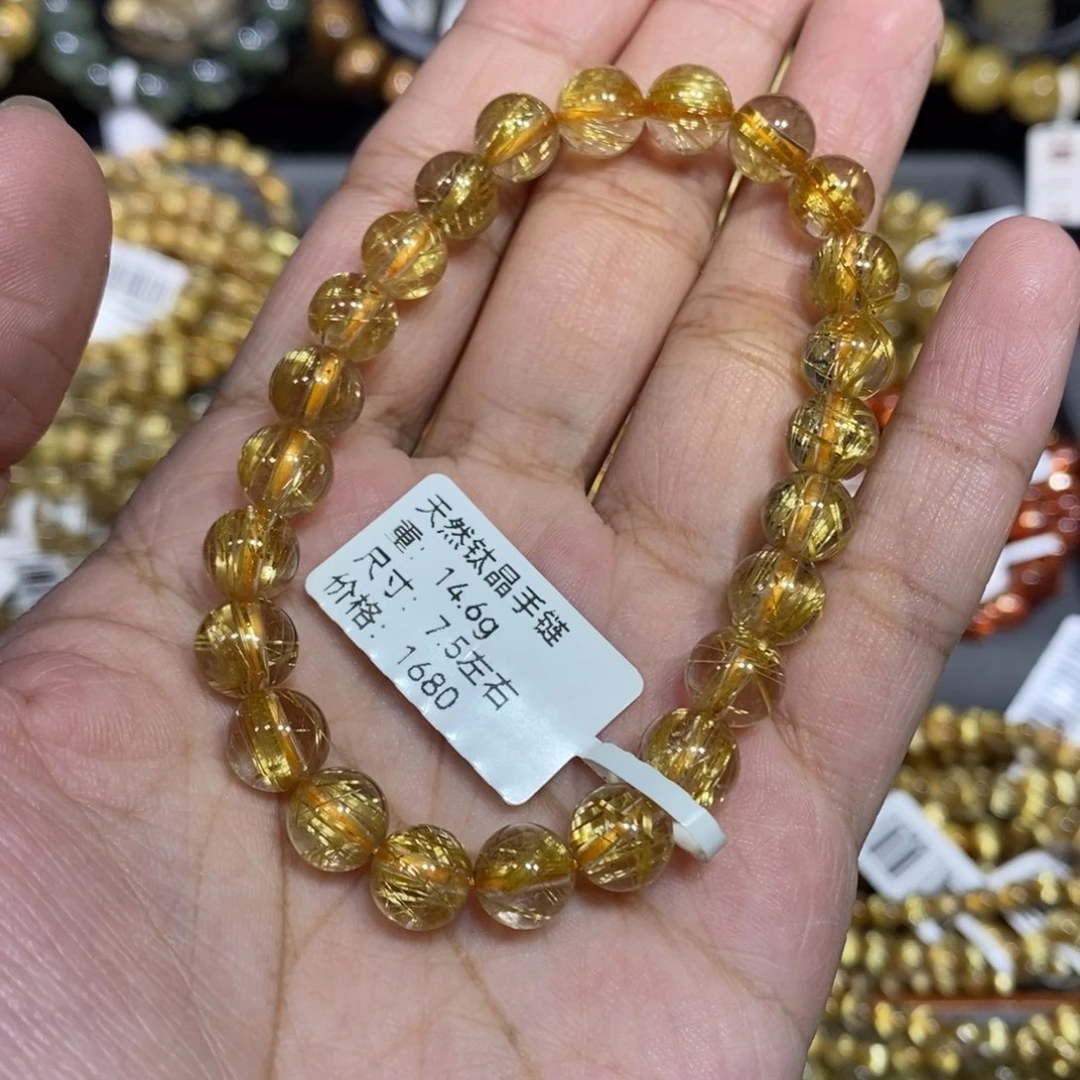 天然钛晶手链
重: 14.6g
尺寸: 7.5左右
价格: 1680